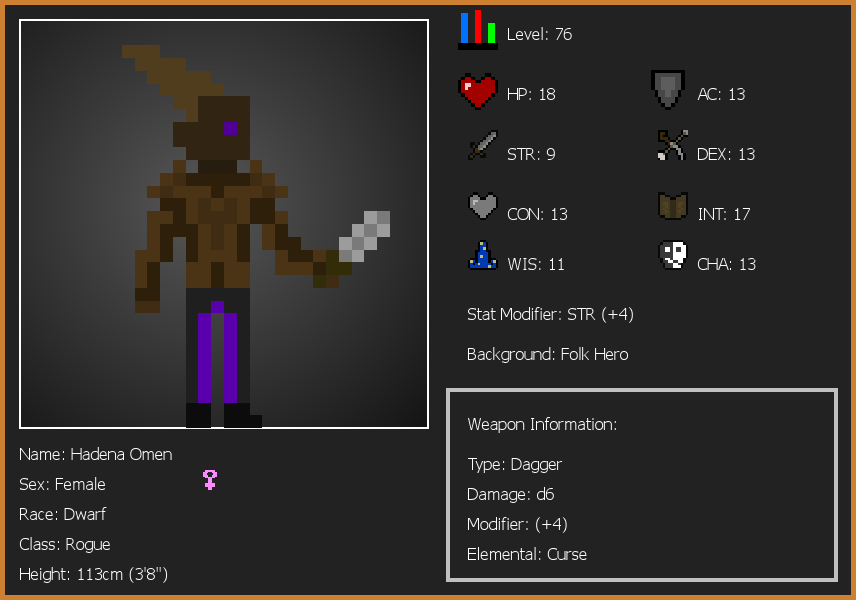 Level: 76
HP: 18
AC: 13
STR: 9
DEX: 13
CON: 13
INT: 17
WIS: 11
CHA: 13
Stat Modifier: STR (+4)
Background: Folk Hero
Weapon Information:
Type: Dagger
Damage: d6
Modifier: (+4)
Elemental: Curse
Name: Hadena Omen
Sex: Female
Race: Dwarf
Class: Rogue
Height: 113cm (3'8")